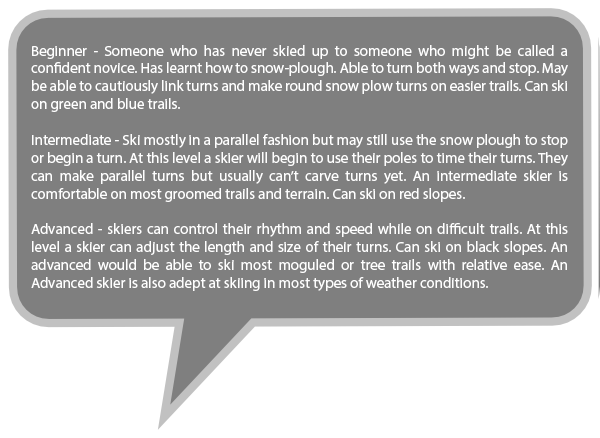 Beginner - Someone who has never skied up to someone who might be called a
confident novice. Has learnt how to snow-plough. Able to turn both ways and stop. May
be able to cautiously link turns and make round snow plow turns on easier trails. Can ski
on green and blue trails.
Intermediate - Ski mostly in a parallel fashion but may still use the snow plough to stop
or begin a turn. At this level a skier will begin to use their poles to time their turns. They
can make parallel turns but usually can't carve turns yet. An intermediate skier is
comfortable on most groomed trails and terrain. Can ski on red slopes.
Advanced - skiers can control their rhythm and speed while on difficult trails. At this
level a skier can adjust the length and size of their turns. Can ski on black slopes. An
advanced would be able to ski most moguled or tree trails with relative ease. An
Advanced skier is also adept at skiing in most types of weather conditions.